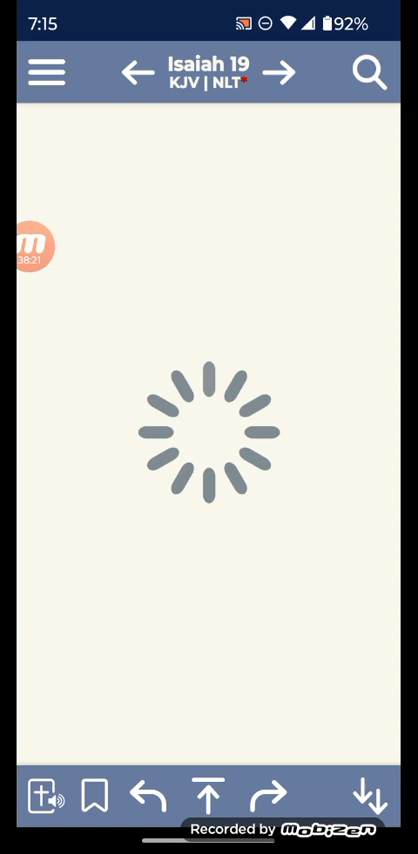 7:15
92%
Isaiah 19
KJV | NLT*
m
38:21
Recorded by MOBIZEN